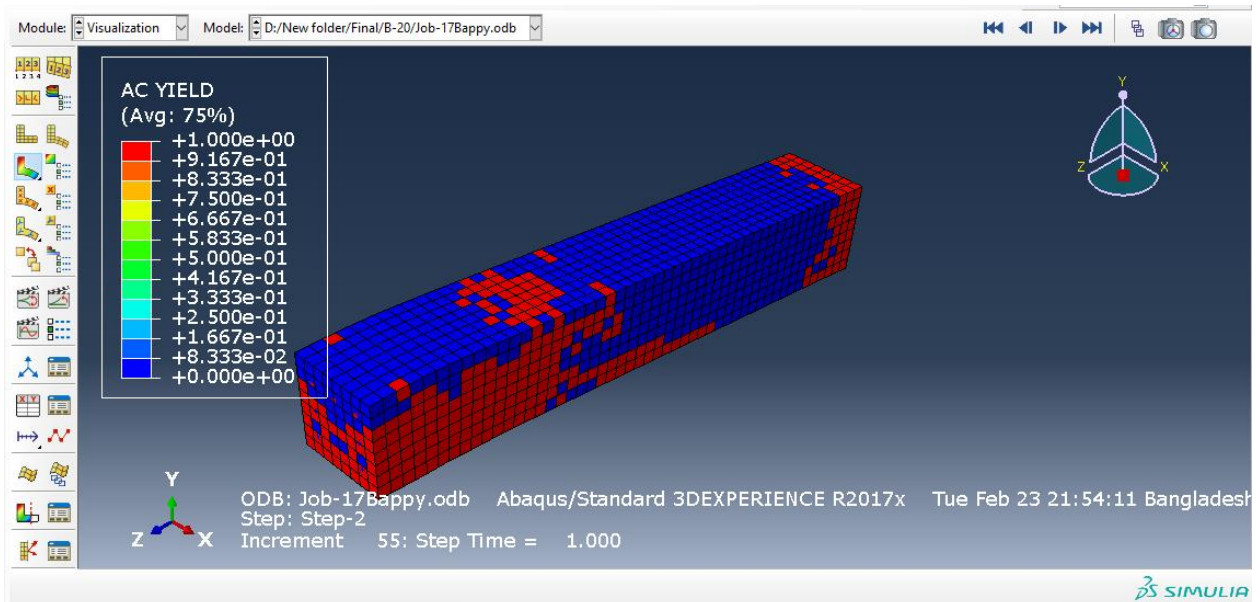 Module: Visualization Model: D:/New folder/Final/B-20/Job-17Bappy.odb
1 2 3 4
AC YIELD
(Avg: 75%)
+1.000e+00
+9.167e-01
+8.333e-01
+7.500e-01
+6.667e-01
+5.833e-01
+5.000e-01
+4.167e-01
+3.333e-01
+2.500e-01
+1.667e-01
+8.333e-02
+0.000e+00
Y
Z X
Y
Z X
ODB: Job-17Bappy.odb Abaqus/Standard 3DEXPERIENCE R2017x Tue Feb 23 21:54:11 Bangladesh
Step: Step-2
Increment 55: Step Time = 1.000
SIMULIA